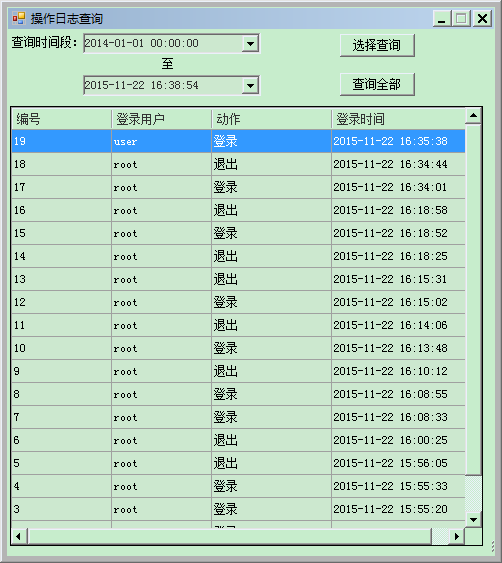 操作日志查询
查询时间段： 2014-01-01 00:00:00 选择查询
至
2015-11-22 16:38:54 查询全部
编号 登录用户 动作 登录时间
19 user 登录 2015-11-22 16:35:38
18 root 退出 2015-11-22 16:34:44
17 root 登录 2015-11-22 16:34:01
16 root 退出 2015-11-22 16:18:58
15 root 登录 2015-11-22 16:18:52
14 root 退出 2015-11-22 16:18:25
13 root 退出 2015-11-22 16:15:31
12 root 登录 2015-11-22 16:15:02
11 root 退出 2015-11-22 16:14:06
10 root 登录 2015-11-22 16:13:48
9 root 退出 2015-11-22 16:10:12
8 root 登录 2015-11-22 16:08:55
7 root 登录 2015-11-22 16:08:33
6 root 退出 2015-11-22 16:00:25
5 root 退出 2015-11-22 15:56:05
4 root 登录 2015-11-22 15:55:33
3 root 登录 2015-11-22 15:55:20